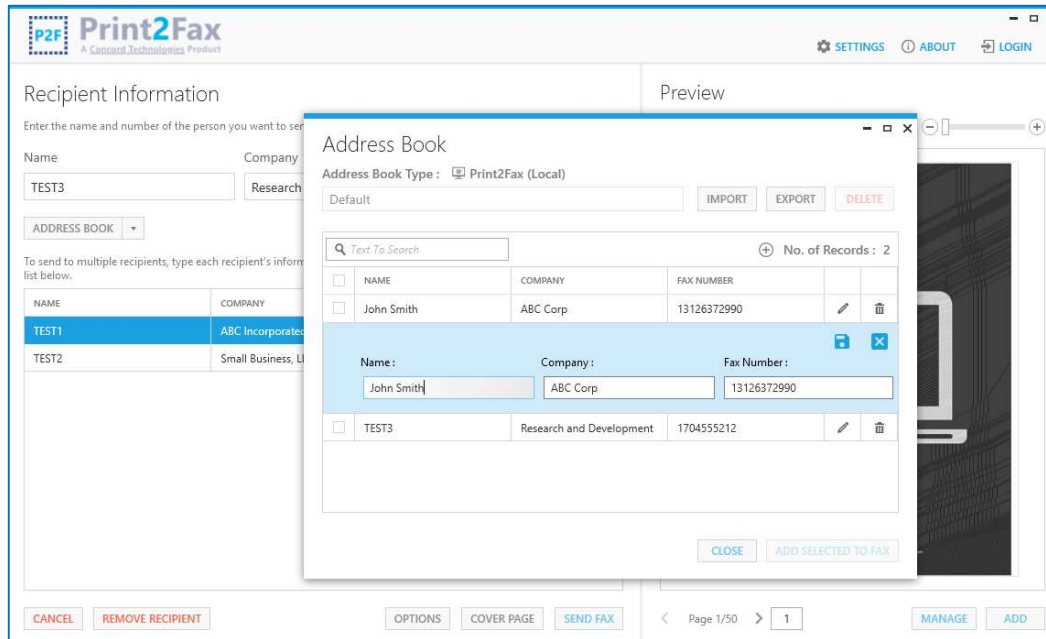 P2F Print2Fax
A Concord Technologies Product
SETTINGS ABOUT LOGIN
Recipient Information
Enter the name and number of the person you want to
Name Company
TEST3 Research
ADDRESS BOOK
To send to multiple recipients, type each recipient's
list below.
NAME COMPANY
TEST1 ABC Incorporated
TEST2 Small Business,
CANCEL REMOVE RECIPIENT OPTIONS COVER PAGE SEND FAX
Address Book
Address Book Type : Print2Fax (Local)
Default IMPORT EXPORT DELETE
Text To Search No. of Records : 2
NAME COMPANY FAX NUMBER
John Smith ABC Corp 13126372990
Name : Company : Fax Number :
John Smith ABC Corp 13126372990
TEST3 Research and Development 1704555212
CLOSE ADD SELECTED TO FAX
Preview
Page 1/50 1 MANAGE ADD